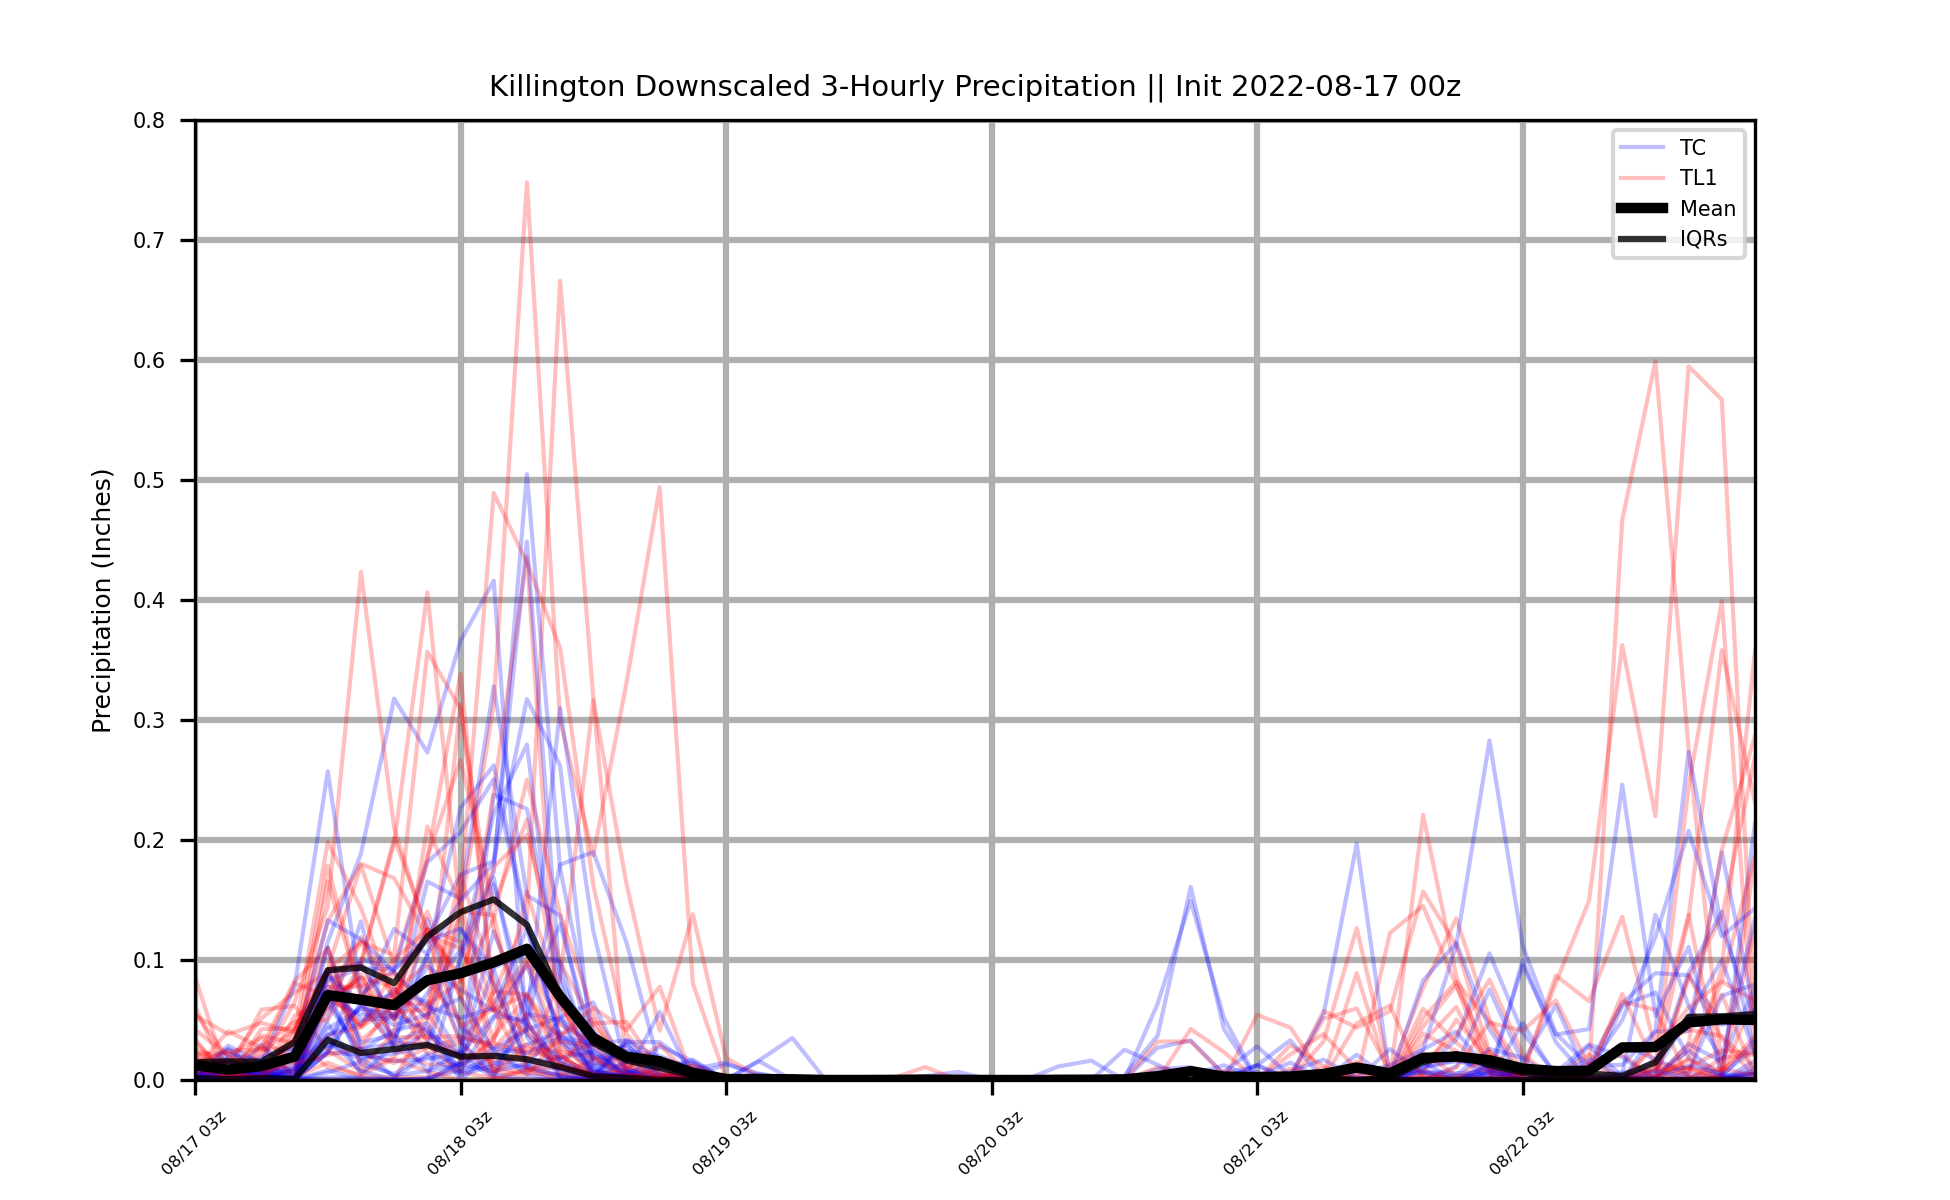 Killington Downscaled 3-Hourly Precipitation || Init 2022-08-17 00z
TC
TL1
Mean
IQRs
Precipitation (Inches)
0.8
0.7
0.6
0.5
0.4
0.3
0.2
0.1
0.0
08/17 03z
08/18 03z
08/19 03z
08/20 03z
08/21 03z
08/22 03z